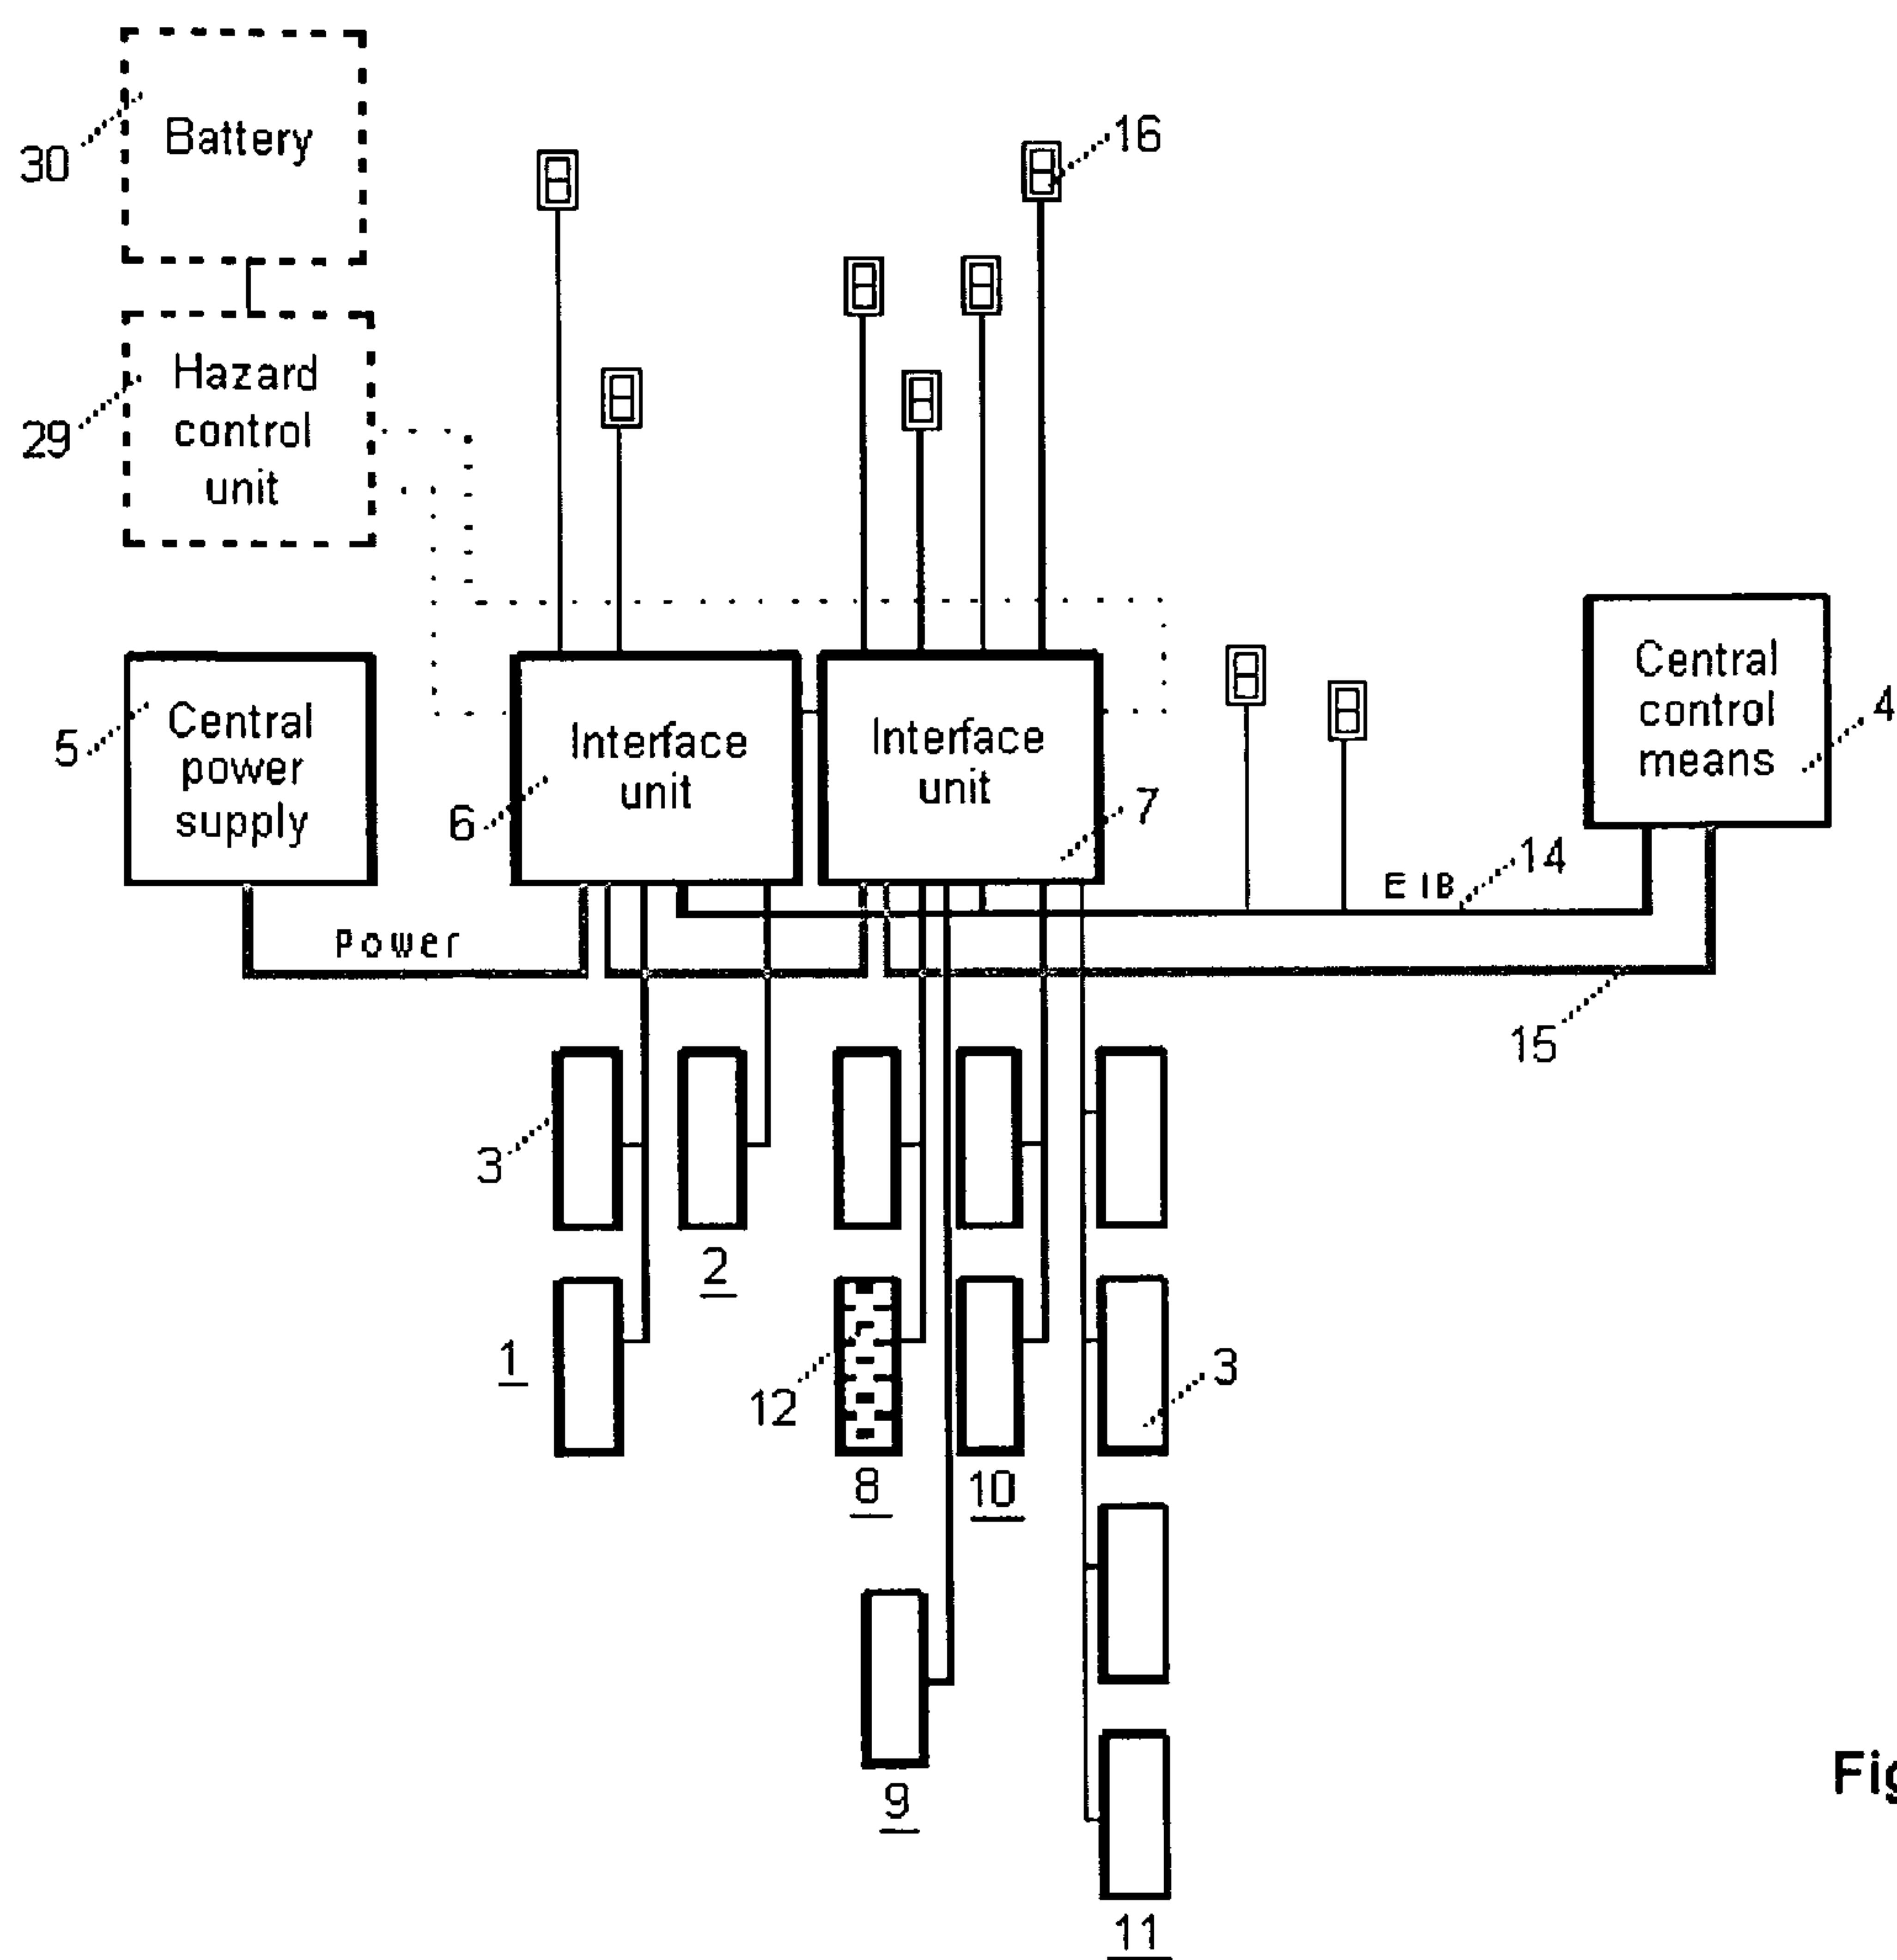 30
Battery
16
29
Hazard
control
unit
5
Central
power
supply
6
Interface
unit
Interface
unit
7
Central
control
means
4
EIB
14
Power
15
3
2
1
12
8
10
3
9
11
Fig